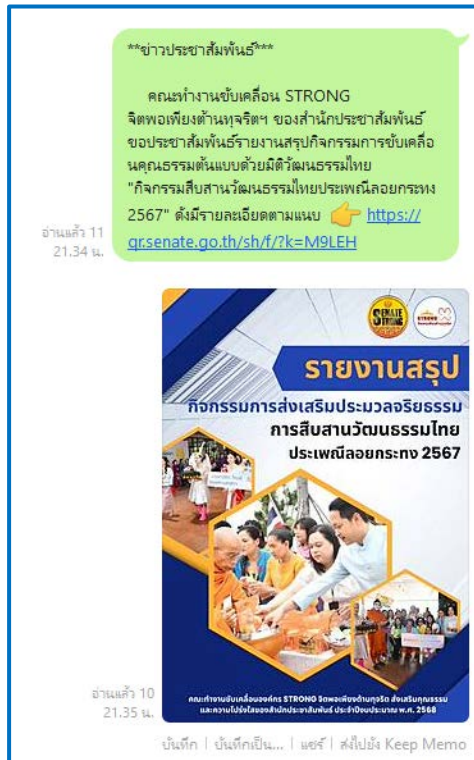 **ข่าวประชาสัมพันธ์***
คณะทำงานขับเคลื่อน STRONG
จิตพอเพียงต้านทุจริตฯ ของสำนักประชาสัมพันธ์
ขอประชาสัมพันธ์รายงานสรุปกิจกรรมการขับเคลื่อ
นคุณธรรมต้นแบบด้วยมิติวัฒนธรรมไทย
"กิจกรรมสืบสานวัฒนธรรมไทยประเพณีลอยกระทง
2567" ดังมีรายละเอียดตามแนบ 👉 https://
qr.senate.go.th/sh/f/?k=M9LEH
อ่านแล้ว 11
21.34 น.
SENATE
STRONG
STRONG
รายงานสรุป
กิจกรรมการส่งเสริมประมวลจริยธรรม
การสืบสานวัฒนธรรมไทย
ประเพณีลอยกระทง 2567
คณะทำงานขับเคลื่อนองค์กร STRONG จิตพอเพียงต้านทุจริต ส่งเสริมคุณธรรม
และความโปร่งใสของสำนักประชาสัมพันธ์ ประจำปีงบประมาณ พ.ศ. 2568
อ่านแล้ว 10
21.35 น.
บันทึก | บันทึกเป็น... | แชร์ | ส่งไปยัง Keep Memo